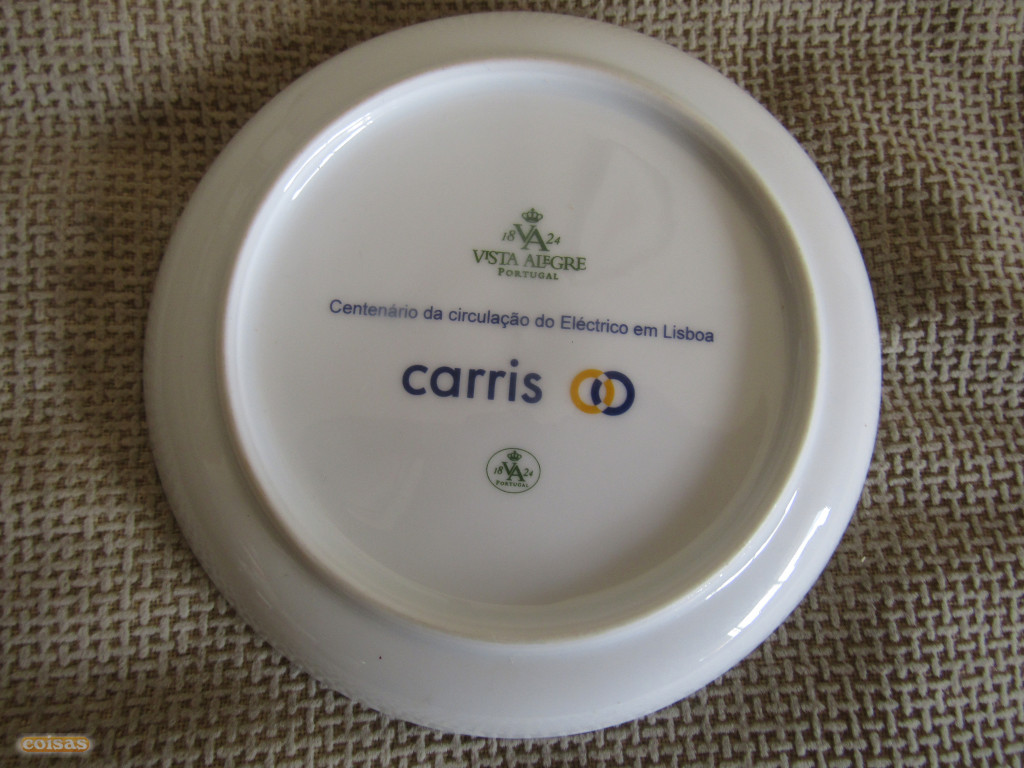 18 VA 24
VISTA ALEGRE
PORTUGAL
Centenário da circulação do Eléctrico em Lisboa
carris
18 VA 24
PORTUGAL
coisas